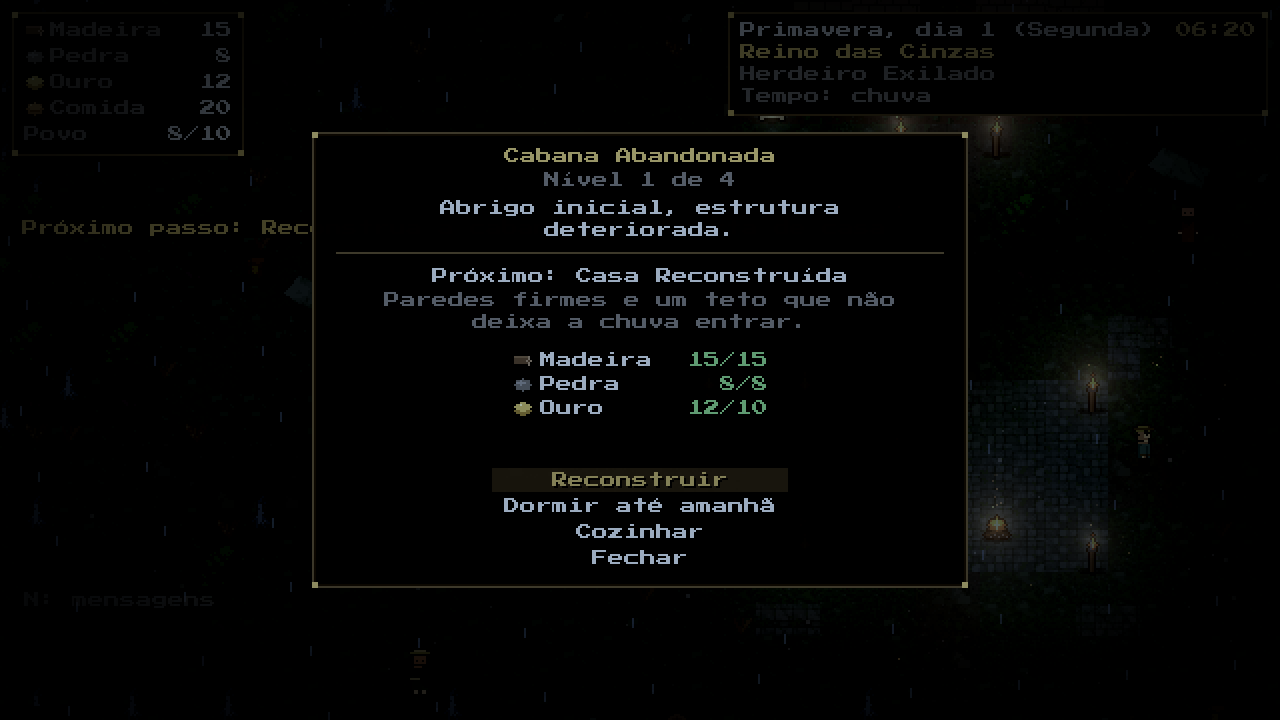 Madeira 15
Pedra 8
Ouro 12
Comida 20
Povo 8/10
Primavera, dia 1 (Segunda) 06:20
Reino das Cinzas
Herdeiro Exilado
Tempo: chuva
Próximo passo: Reco
Cabana Abandonada
Nível 1 de 4
Abrigo inicial, estrutura
deteriorada.
Próximo: Casa Reconstruída
Paredes firmes e um teto que não
deixa a chuva entrar.
Madeira 15/15
Pedra 8/8
Ouro 12/10
Reconstruir
Dormir até amanhã
Cozinhar
Fechar
N: mensagens